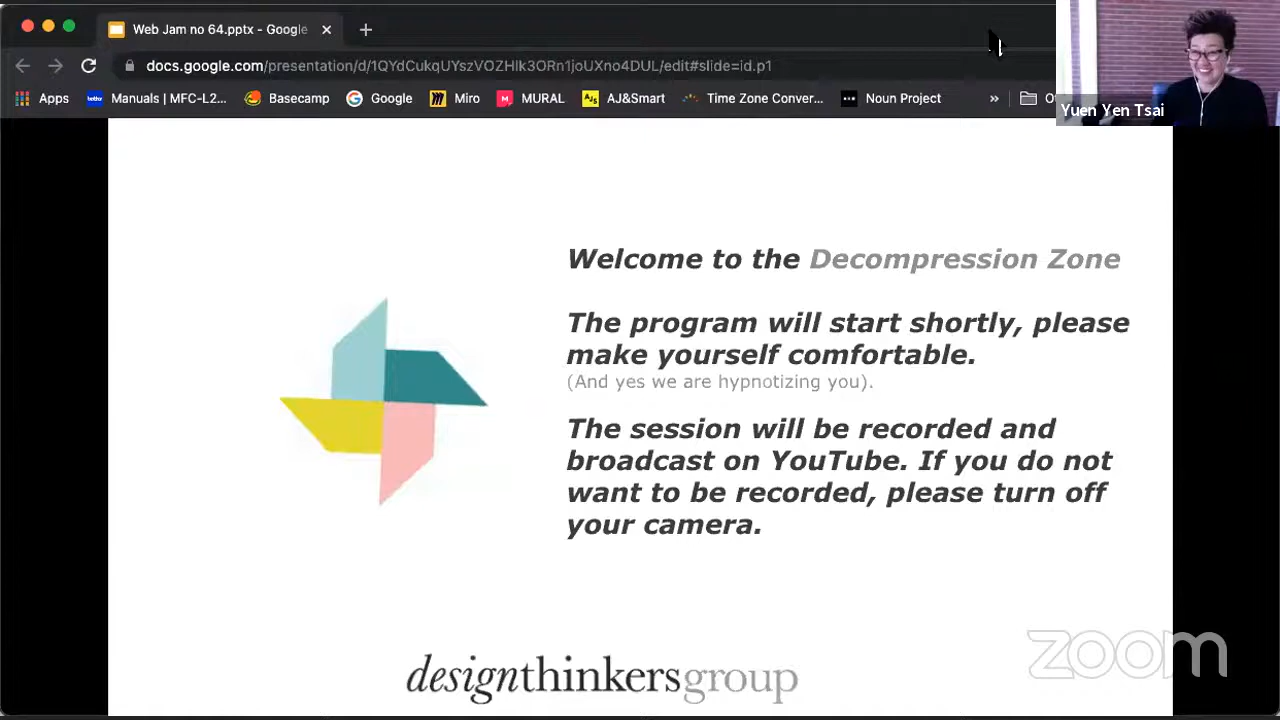 Web Jam no 64.pptx - Google
docs.google.com/presentation/
/edit#slide=id.p1
Apps
Manuals | MFC-L2...
Basecamp
Google
Miro
MURAL
AJ&Smart
Time Zone Conver...
Noun Project
»
Yuen Yen Tsai
Welcome to the Decompression Zone
The program will start shortly, please
make yourself comfortable.
(And yes we are hypnotizing you).
The session will be recorded and
broadcast on YouTube. If you do not
want to be recorded, please turn off
your camera.
designthinkersgroup
zoom